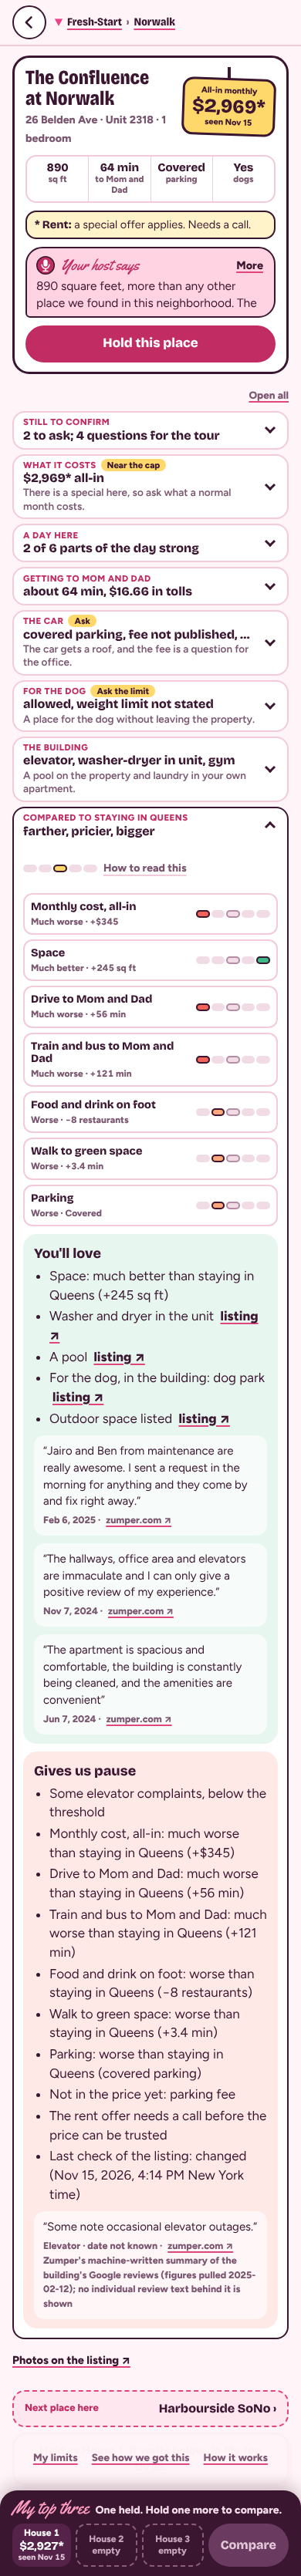 ▼ Fresh-Start › Norwalk
The Confluence
at Norwalk
26 Belden Ave · Unit 2318 · 1
bedroom
All-in monthly
$2,969*
seen Nov 15
890
sq ft
64 min
to Mom and
Dad
Covered
parking
Yes
dogs
* Rent: a special offer applies. Needs a call.
Your host says
More
890 square feet, more than any other
place we found in this neighborhood. The
Hold this place
Open all
STILL TO CONFIRM
2 to ask; 4 questions for the tour
WHAT IT COSTS Near the cap
$2,969* all-in
There is a special here, so ask what a normal
month costs.
A DAY HERE
2 of 6 parts of the day strong
GETTING TO MOM AND DAD
about 64 min, $16.66 in tolls
THE CAR Ask
covered parking, fee not published, ...
The car gets a roof, and the fee is a question for
the office.
FOR THE DOG Ask the limit
allowed, weight limit not stated
A place for the dog without leaving the property.
THE BUILDING
elevator, washer-dryer in unit, gym
A pool on the property and laundry in your own
apartment.
COMPARED TO STAYING IN QUEENS
farther, pricier, bigger
How to read this
Monthly cost, all-in
Much worse · +$345
Space
Much better · +245 sq ft
Drive to Mom and Dad
Much worse · +56 min
Train and bus to Mom and
Dad
Much worse · +121 min
Food and drink on foot
Worse · −8 restaurants
Walk to green space
Worse · +3.4 min
Parking
Worse · Covered
You'll love
• Space: much better than staying in
Queens (+245 sq ft)
• Washer and dryer in the unit listing
↗
• A pool listing ↗
• For the dog, in the building: dog park
listing ↗
• Outdoor space listed listing ↗
“Jairo and Ben from maintenance are
really awesome. I sent a request in the
morning for anything and they come by
and fix right away.”
Feb 6, 2025 · zumper.com ↗
“The hallways, office area and elevators
are immaculate and I can only give a
positive review of my experience.”
Nov 7, 2024 · zumper.com ↗
“The apartment is spacious and
comfortable, the building is constantly
being cleaned, and the amenities are
convenient”
Jun 7, 2024 · zumper.com ↗
Gives us pause
• Some elevator complaints, below the
threshold
• Monthly cost, all-in: much worse
than staying in Queens (+$345)
• Drive to Mom and Dad: much worse
than staying in Queens (+56 min)
• Train and bus to Mom and Dad: much
worse than staying in Queens (+121
min)
• Food and drink on foot: worse than
staying in Queens (−8 restaurants)
• Walk to green space: worse than
staying in Queens (+3.4 min)
• Parking: worse than staying in
Queens (covered parking)
• Not in the price yet: parking fee
• The rent offer needs a call before the
price can be trusted
• Last check of the listing: changed
(Nov 15, 2026, 4:14 PM New York
time)
“Some note occasional elevator outages.”
Elevator · date not known · zumper.com ↗
Zumper's machine-written summary of the
building's Google reviews (figures pulled 2025-
02-12); no individual review text behind it is
shown
Photos on the listing ↗
Next place here
Harbourside SoNo ›
My limits
See how we got this
How it works
My top three One held. Hold one more to compare.
House 1
$2,927*
seen Nov 15
House 2
empty
House 3
empty
Compare